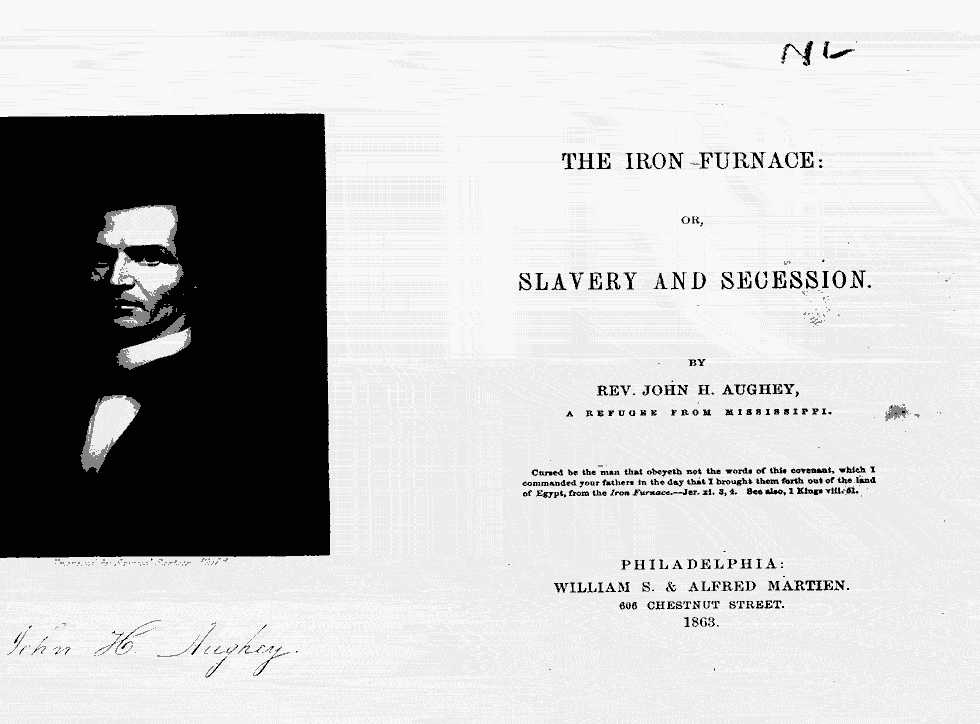 NL
THE IRON FURNACE:
OR,
SLAVERY AND SECESSION.
BY
REV. JOHN H. AUGHEY,
A REFUGEE FROM MISSISSIPPI.
Cursed be the man that obeyeth not the words of this covenant, which I
commanded your fathers in the day that I brought them forth out of the land
of Egypt, from the Iron Furnace.—Jer. xi. 3, 4. See also, 1 Kings viii. 51.
PHILADELPHIA:
WILLIAM S. & ALFRED MARTIEN.
606 CHESTNUT STREET.
1863.
John H. Aughey.